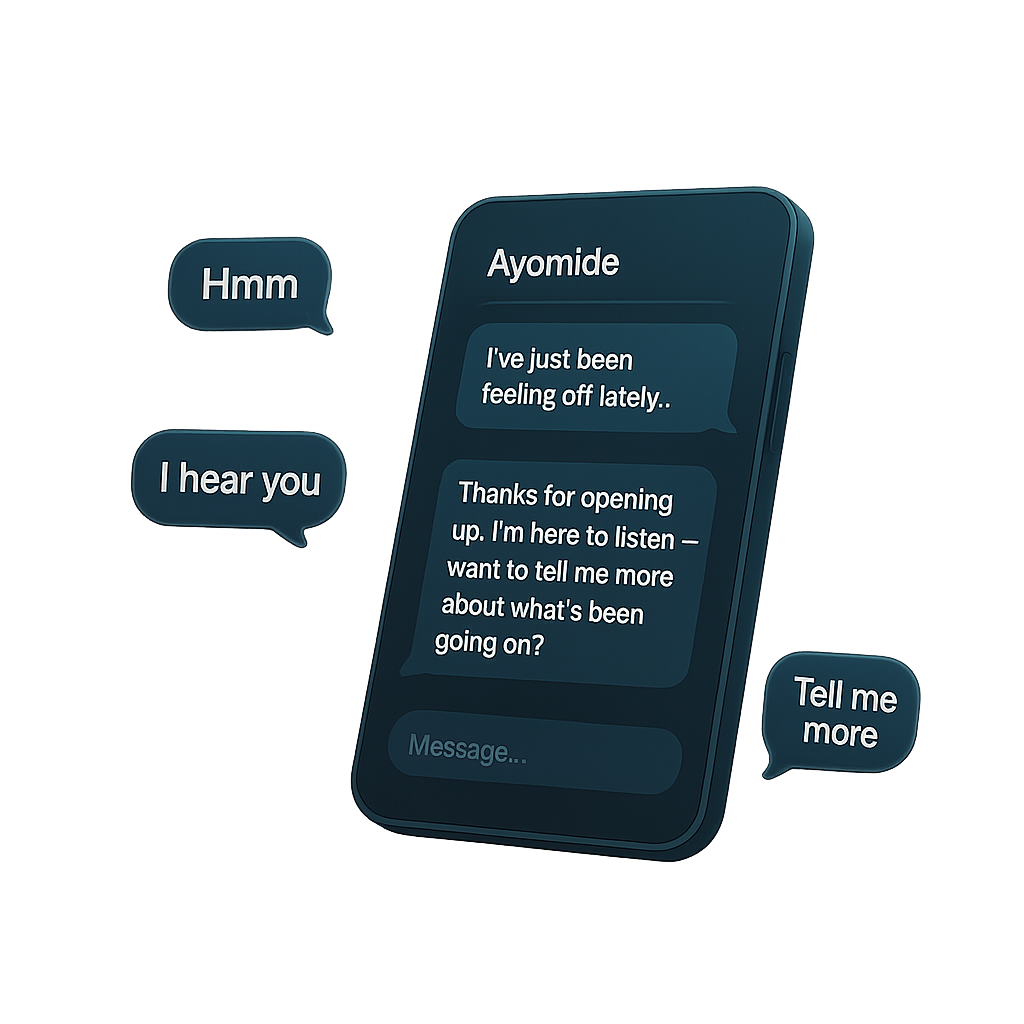 Hmm
I hear you
Ayomide
I've just been
feeling off lately..
Thanks for opening
up. I'm here to listen –
want to tell me more
about what's been
going on?
Message...
Tell me
more